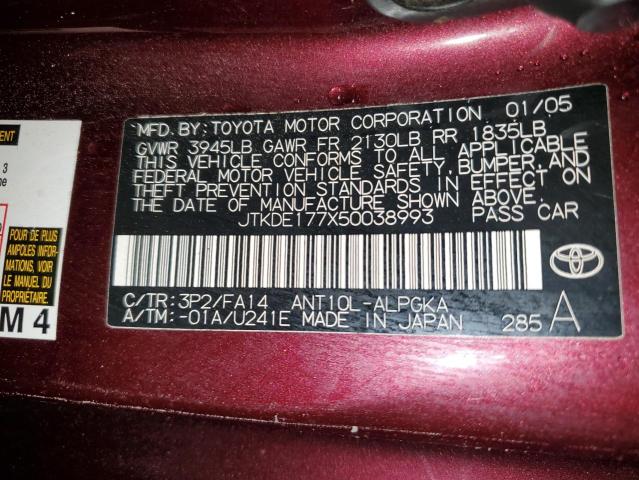 MFD. BY: TOYOTA MOTOR CORPORATION 01/05
GVWR 3945LB GAWR FR 2130LB RR 1835LB
THIS VEHICLE CONFORMS TO ALL APPLICABLE
FEDERAL MOTOR VEHICLE SAFETY, BUMPER, AND
THEFT PREVENTION STANDARDS IN EFFECT ON
THE DATE OF MANUFACTURE SHOWN ABOVE.
JTKDE177X50038993 PASS CAR
C/TR: 3P2/FA14 ANT10L-ALPGKA
A/TM: -01A/U241E MADE IN JAPAN 285 A
TOYOTA
3
POUR DE PLUS
AMPLES INFOR-
MATIONS, VOIR
LE MANUEL DU
PROPRIÉTAIRE.
M 4